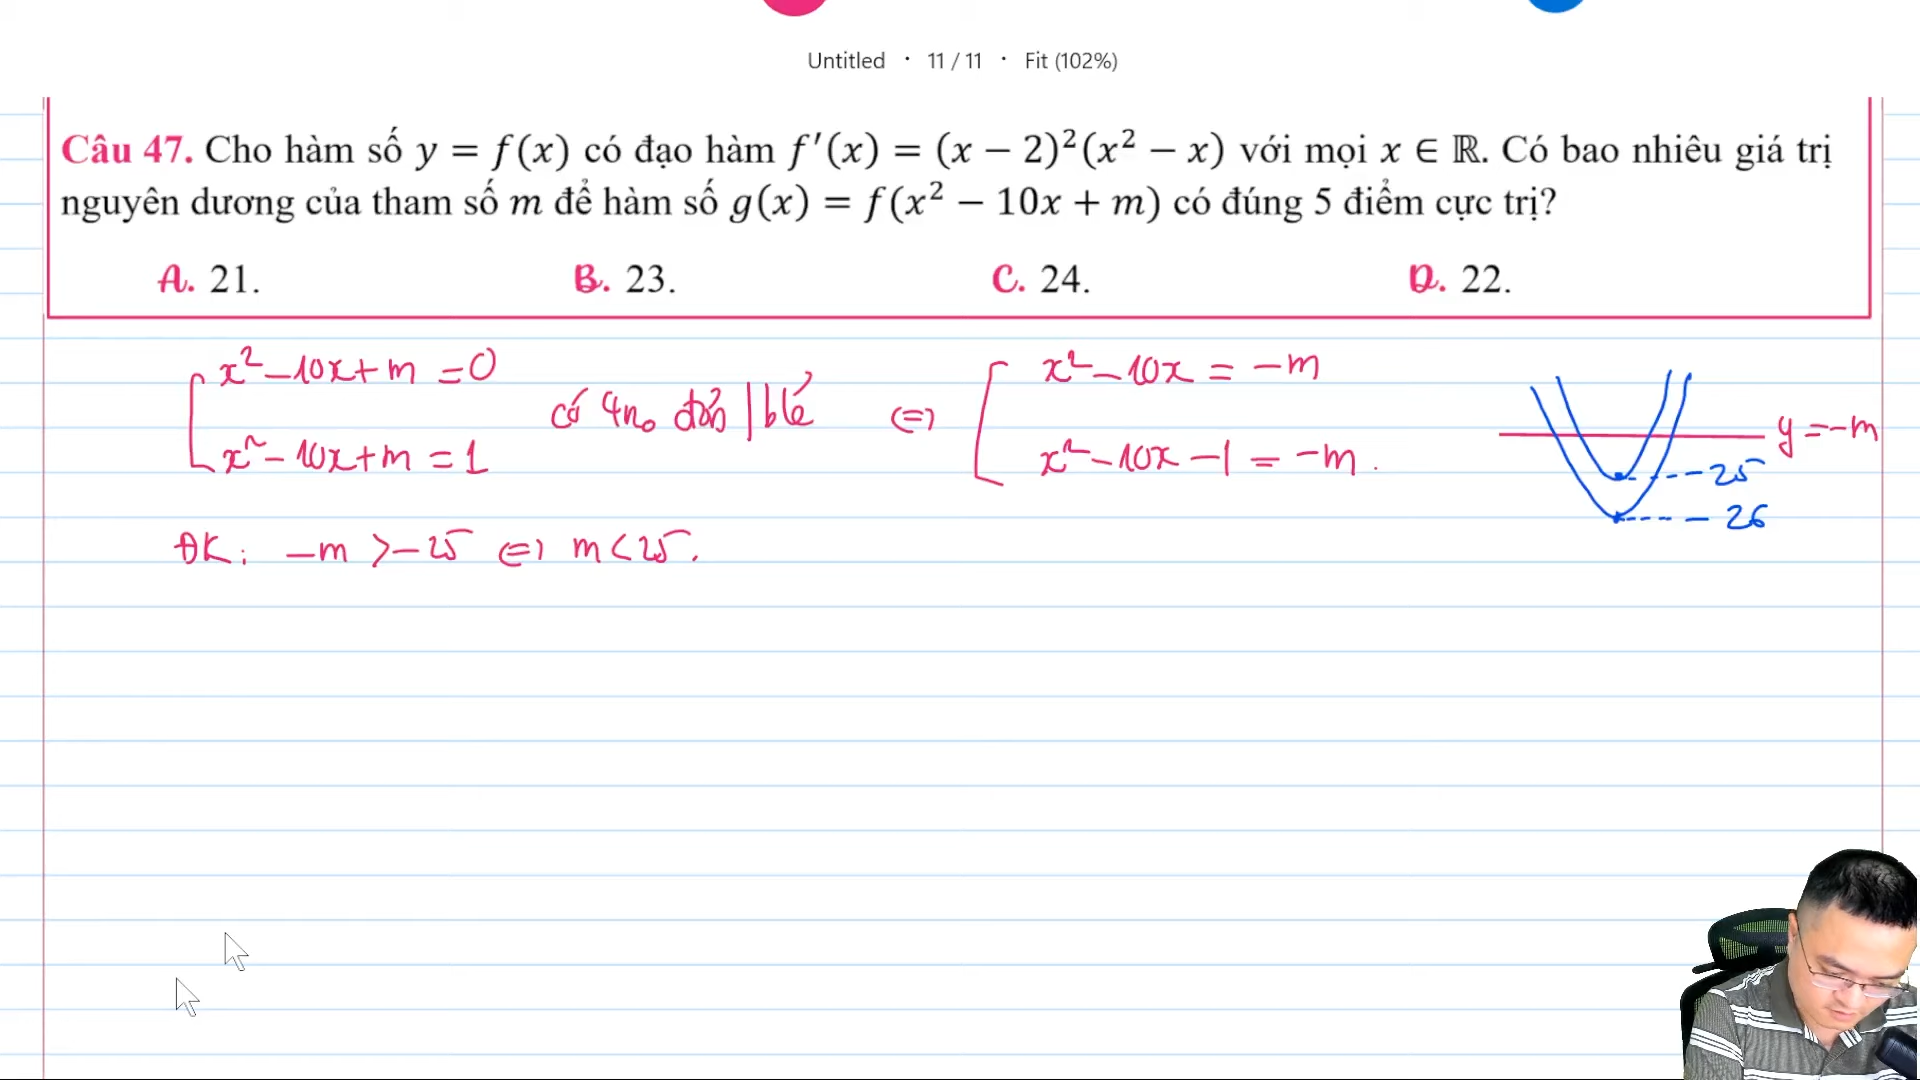 Untitled • 11 / 11 • Fit (102%)
Câu 47. Cho hàm số y = f(x) có đạo hàm f′(x) = (x − 2)²(x² − x) với mọi x ∈ ℝ. Có bao nhiêu giá trị
nguyên dương của tham số m để hàm số g(x) = f(x² − 10x + m) có đúng 5 điểm cực trị?
A. 21. B. 23. C. 24. D. 22.
x² − 10x + m = 0
x² − 10x + m = 1
có 4n₀ đơn | blẻ
⇔
x² − 10x = −m
x² − 10x − 1 = −m.
y = −m
−25
−26
ĐK: −m > −25 ⇔ m < 25.